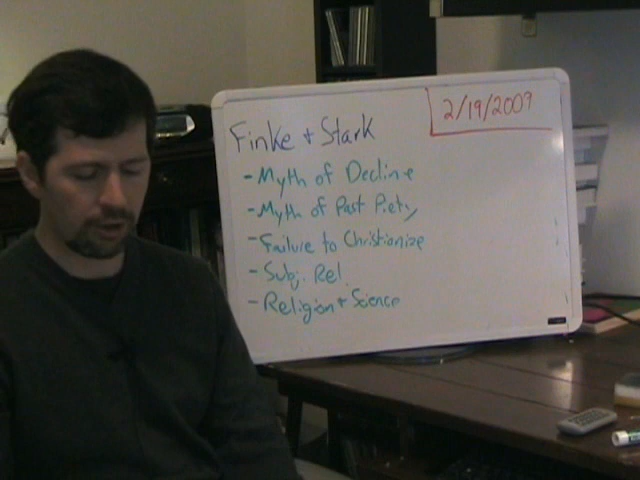 2/19/2009
Finke + Stark
- Myth of Decline
- Myth of Past Piety
- Failure to Christianize
- Subj. Rel.
- Religion + Science